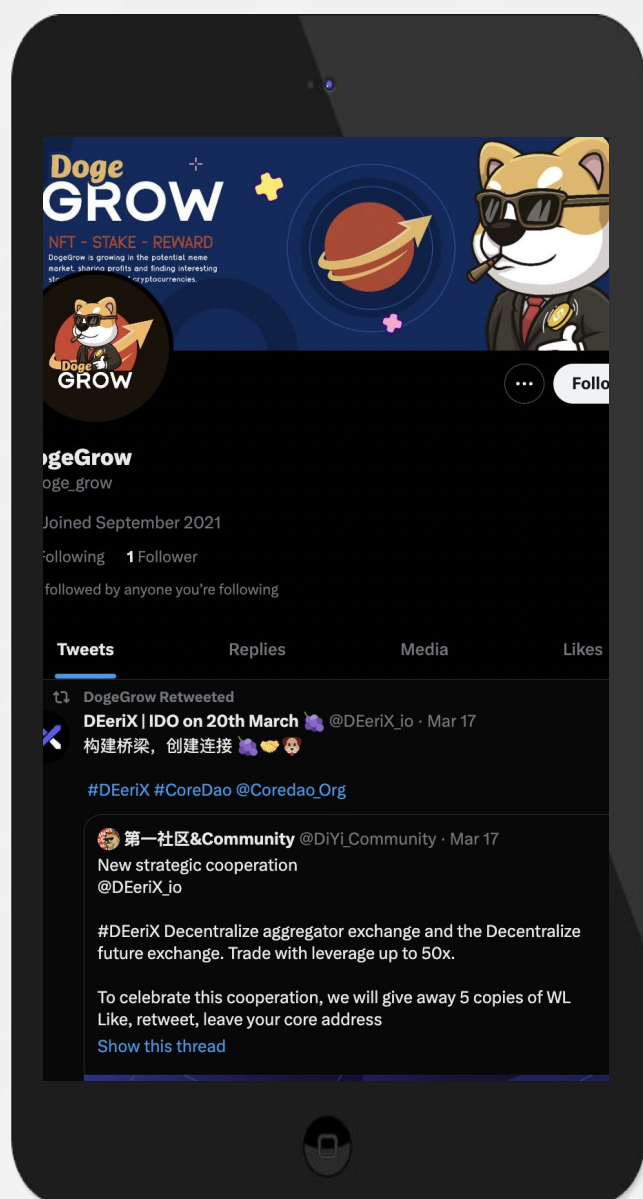 Doge
GROW
NFT - STAKE - REWARD
DogeGrow is growing in the potential meme
market, sharing profits and finding interesting
cryptocurrencies.
Doge
GROW
Follo
ogeGrow
oge_grow
Joined September 2021
Following 1 Follower
followed by anyone you're following
Tweets Replies Media Likes
DogeGrow Retweeted
DEeriX | IDO on 20th March 🍇 @DEeriX_io · Mar 17
构建桥梁，创建连接 🍇🤝🐶
#DEeriX #CoreDao @Coredao_Org
第一社区&Community @DiYi_Community · Mar 17
New strategic cooperation
@DEeriX_io
#DEeriX Decentralize aggregator exchange and the Decentralize
future exchange. Trade with leverage up to 50x.
To celebrate this cooperation, we will give away 5 copies of WL
Like, retweet, leave your core address
Show this thread